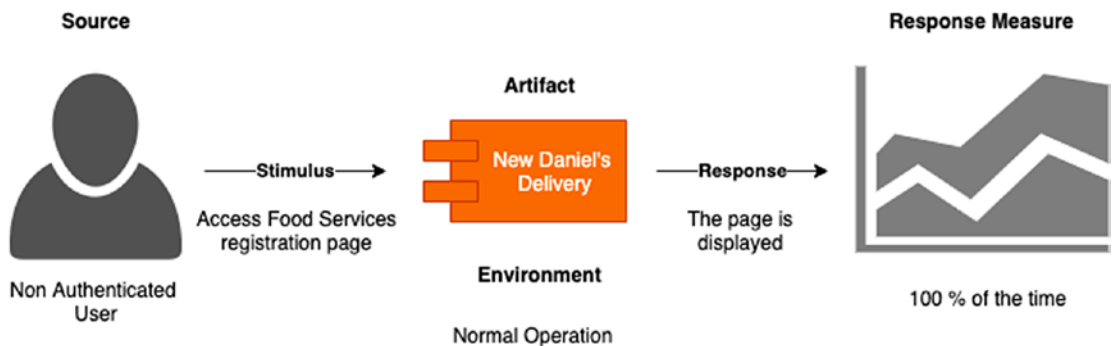 Source
Non Authenticated
User
Stimulus
Access Food Services
registration page
Artifact
New Daniel's
Delivery
Environment
Normal Operation
Response
The page is
displayed
Response Measure
100 % of the time